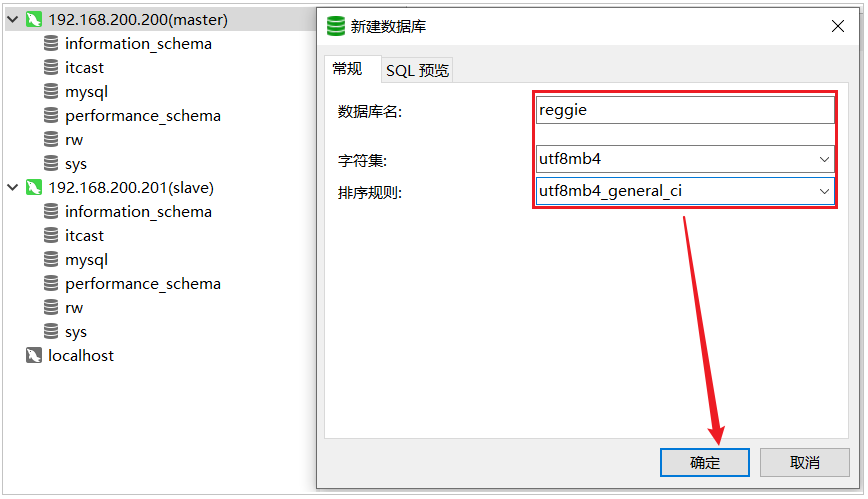 192.168.200.200(master)
information_schema
itcast
mysql
performance_schema
rw
sys
192.168.200.201(slave)
information_schema
itcast
mysql
performance_schema
rw
sys
localhost
新建数据库
常规
SQL 预览
数据库名:
reggie
字符集:
utf8mb4
排序规则:
utf8mb4_general_ci
确定
取消